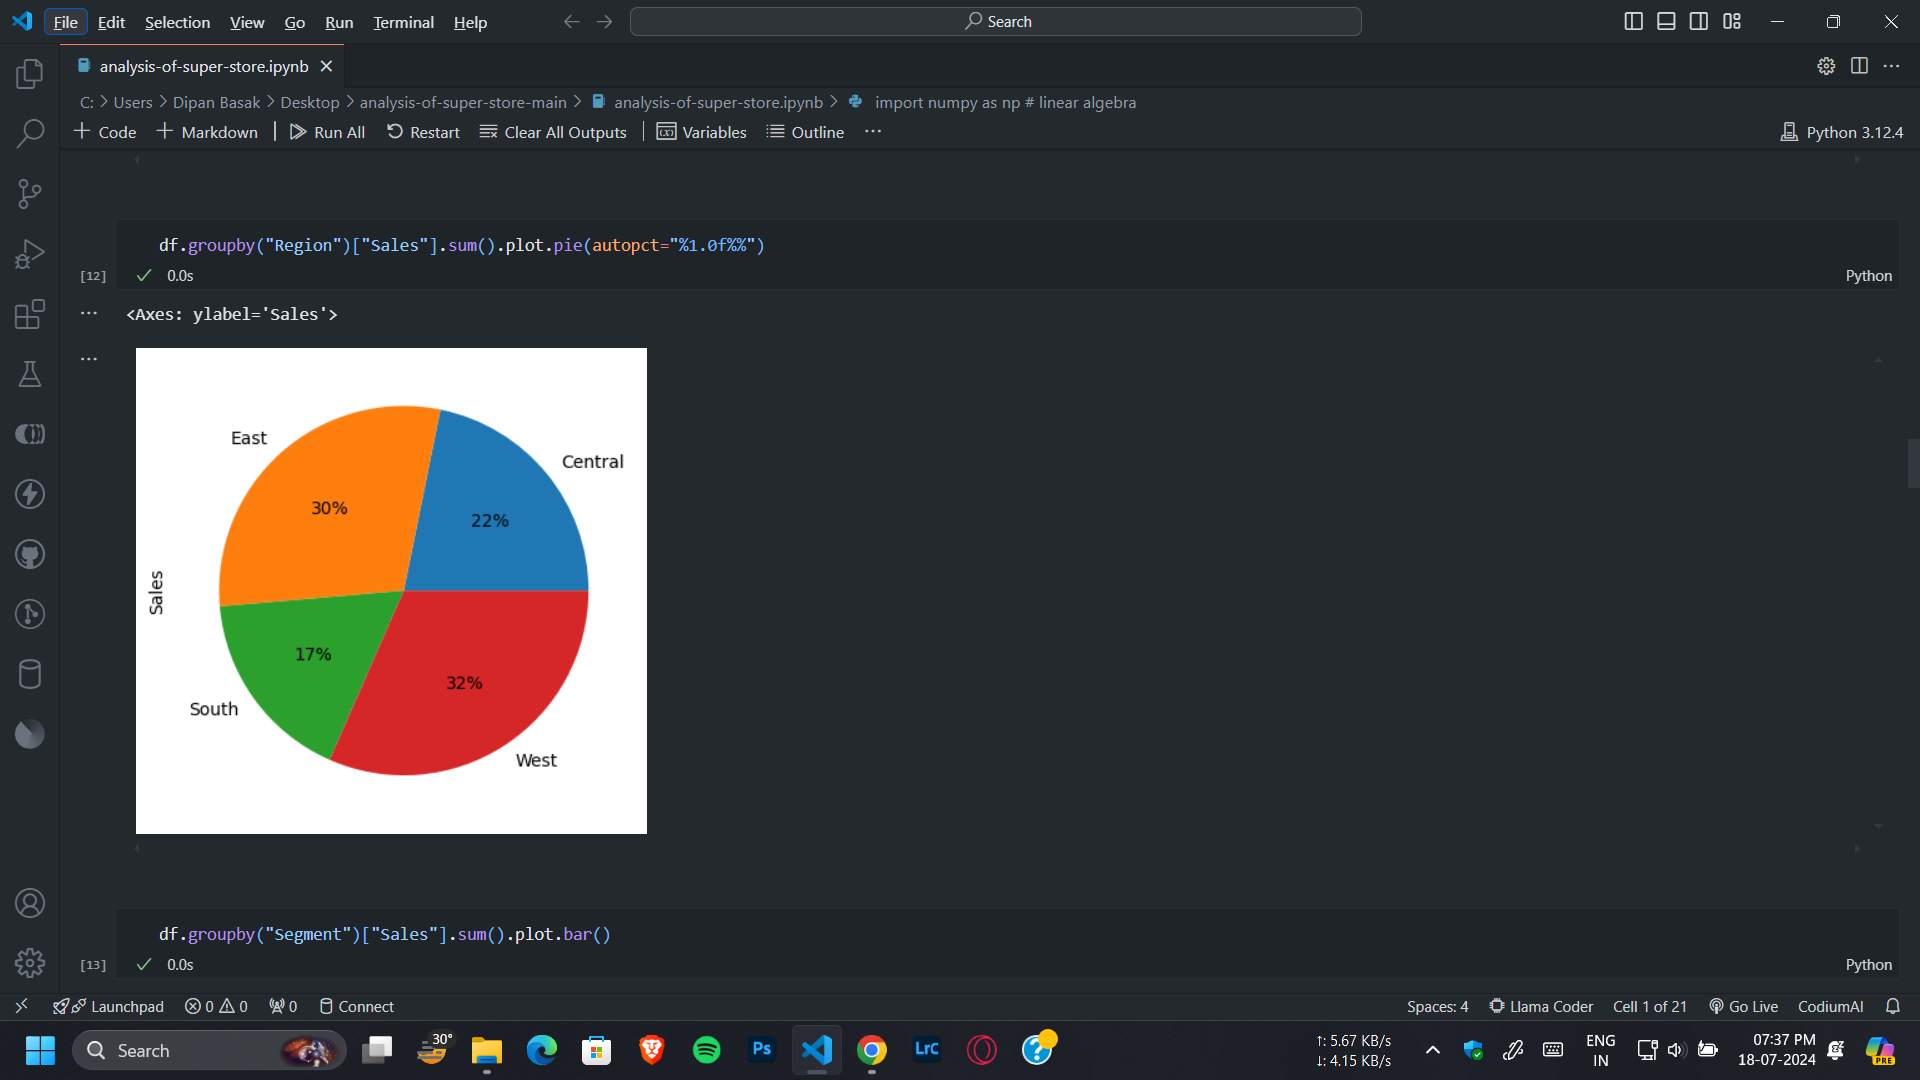 File Edit Selection View Go Run Terminal Help
Search
analysis-of-super-store.ipynb
C: > Users > Dipan Basak > Desktop > analysis-of-super-store-main > analysis-of-super-store.ipynb > import numpy as np # linear algebra
+ Code + Markdown | Run All Restart Clear All Outputs | Variables Outline ... Python 3.12.4
df.groupby("Region")["Sales"].sum().plot.pie(autopct="%1.0f%%")
[12] 0.0s Python
<Axes: ylabel='Sales'>
East
Central
30%
22%
Sales
17%
32%
South
West
df.groupby("Segment")["Sales"].sum().plot.bar()
[13] 0.0s Python
Launchpad 0 0 0 Connect Spaces: 4 Llama Coder Cell 1 of 21 Go Live CodiumAI
Search 30° Ps LrC
↑: 5.67 KB/s
↓: 4.15 KB/s
ENG
IN
07:37 PM
18-07-2024
PRE